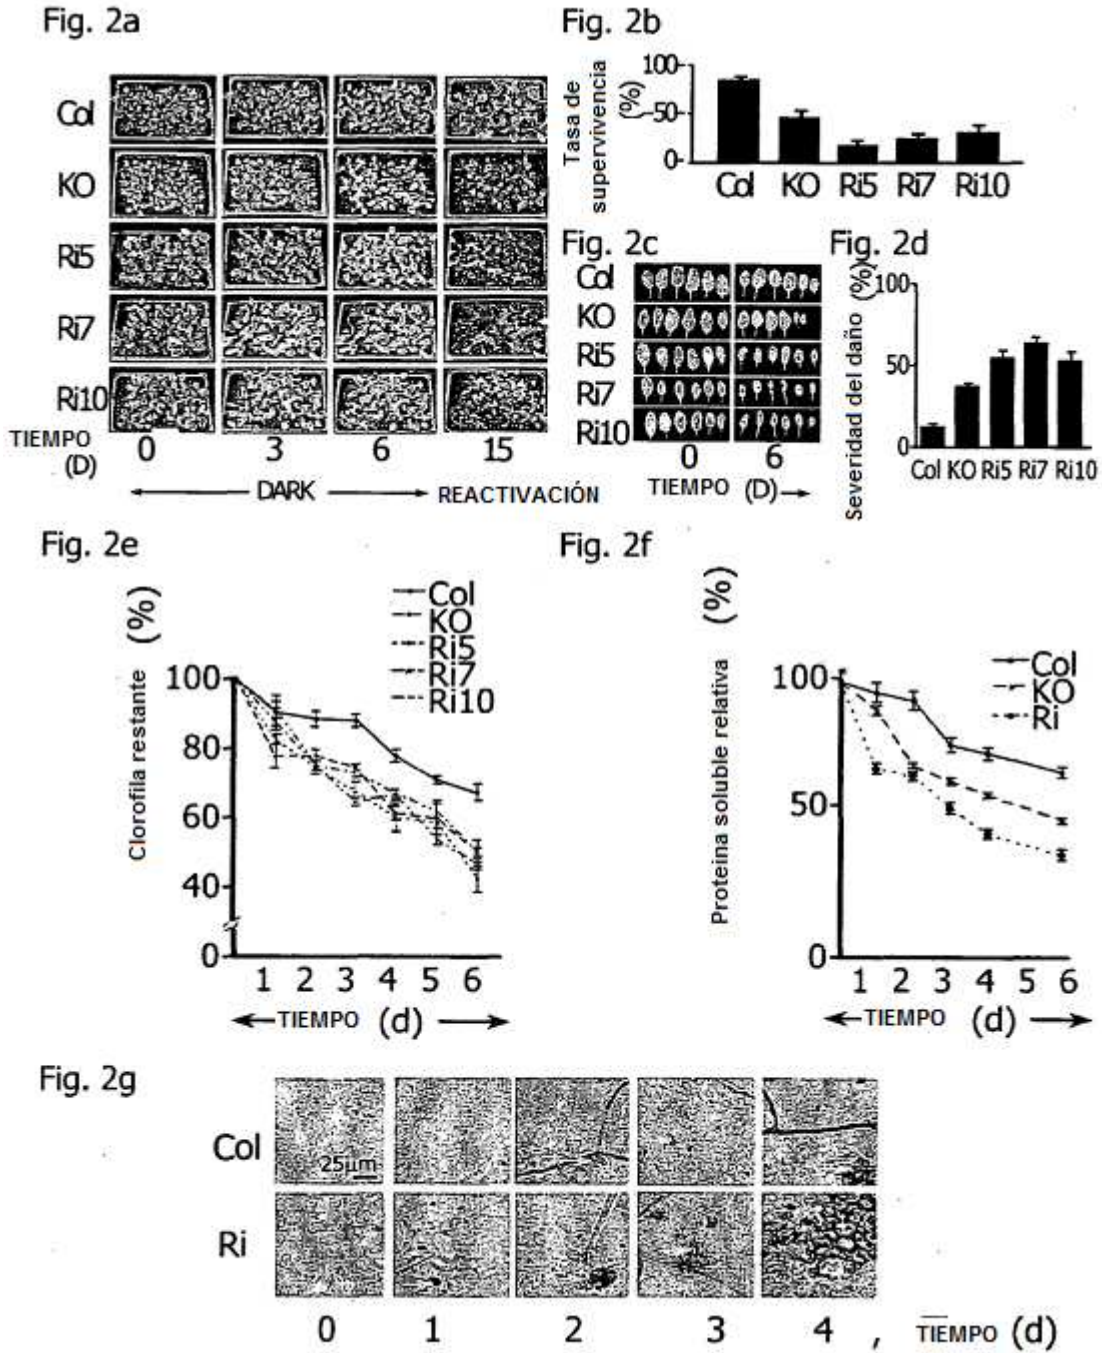 Fig. 2a
Col
KO
Ri5
Ri7
Ri10
TIEMPO (D)
0 3 6 15
DARK REACTIVACIÓN
Fig. 2b
Tasa de supervivencia (%)
100
50
0
Col KO Ri5 Ri7 Ri10
Fig. 2c
Col
KO
Ri5
Ri7
Ri10
0 6
TIEMPO (D)
Fig. 2d
Severidad del daño (%)
100
50
0
Col KO Ri5 Ri7 Ri10
Fig. 2e
Clorofila restante (%)
100
80
60
40
0
Col
KO
Ri5
Ri7
Ri10
1 2 3 4 5 6
TIEMPO (d)
Fig. 2f
Proteina soluble relativa (%)
100
50
0
Col
KO
Ri
1 2 3 4 5 6
TIEMPO (d)
Fig. 2g
Col
25µm
Ri
0 1 2 3 4 , TIEMPO (d)